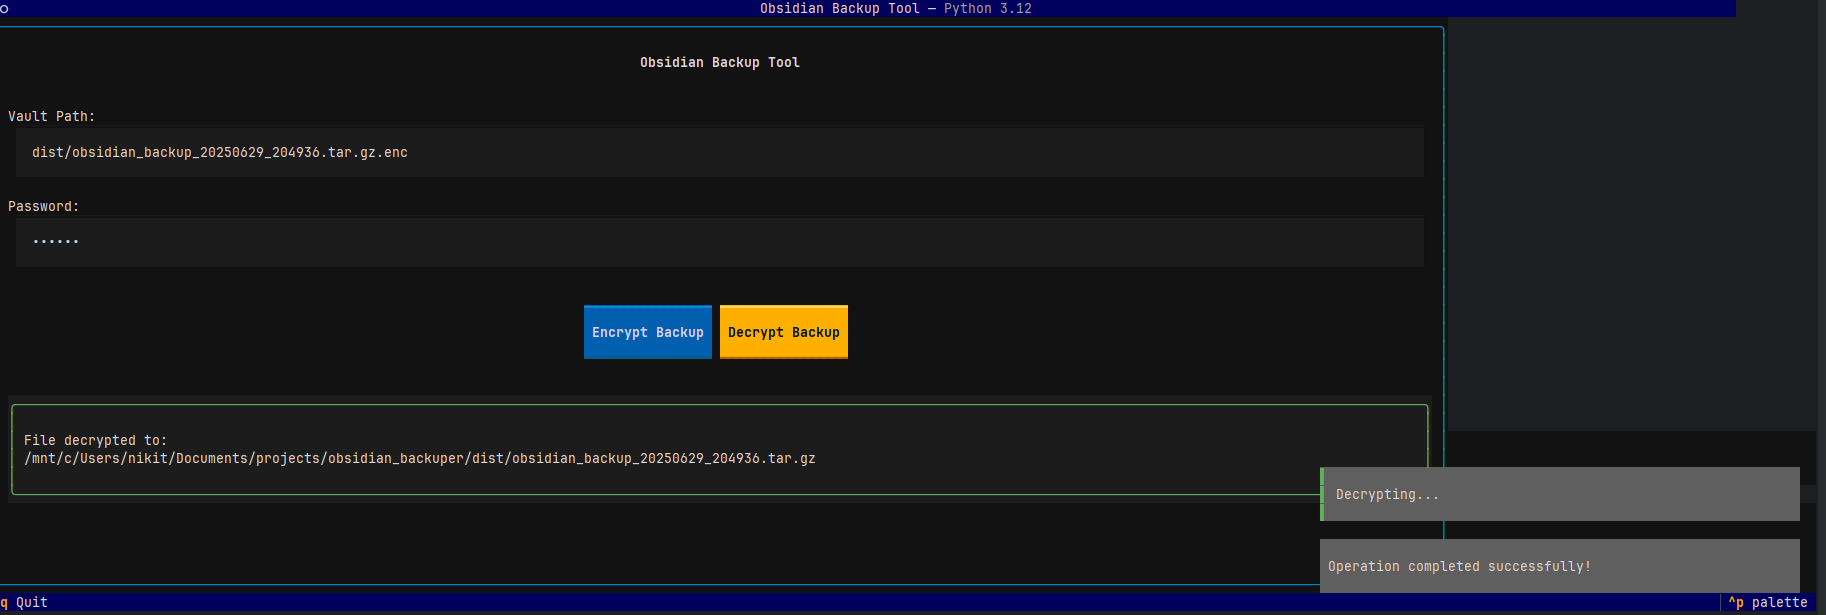 Obsidian Backup Tool — Python 3.12
Obsidian Backup Tool
Vault Path:
dist/obsidian_backup_20250629_204936.tar.gz.enc
Password:
••••••
Encrypt Backup
Decrypt Backup
File decrypted to:
/mnt/c/Users/nikit/Documents/projects/obsidian_backuper/dist/obsidian_backup_20250629_204936.tar.gz
Decrypting...
Operation completed successfully!
q Quit
^p palette